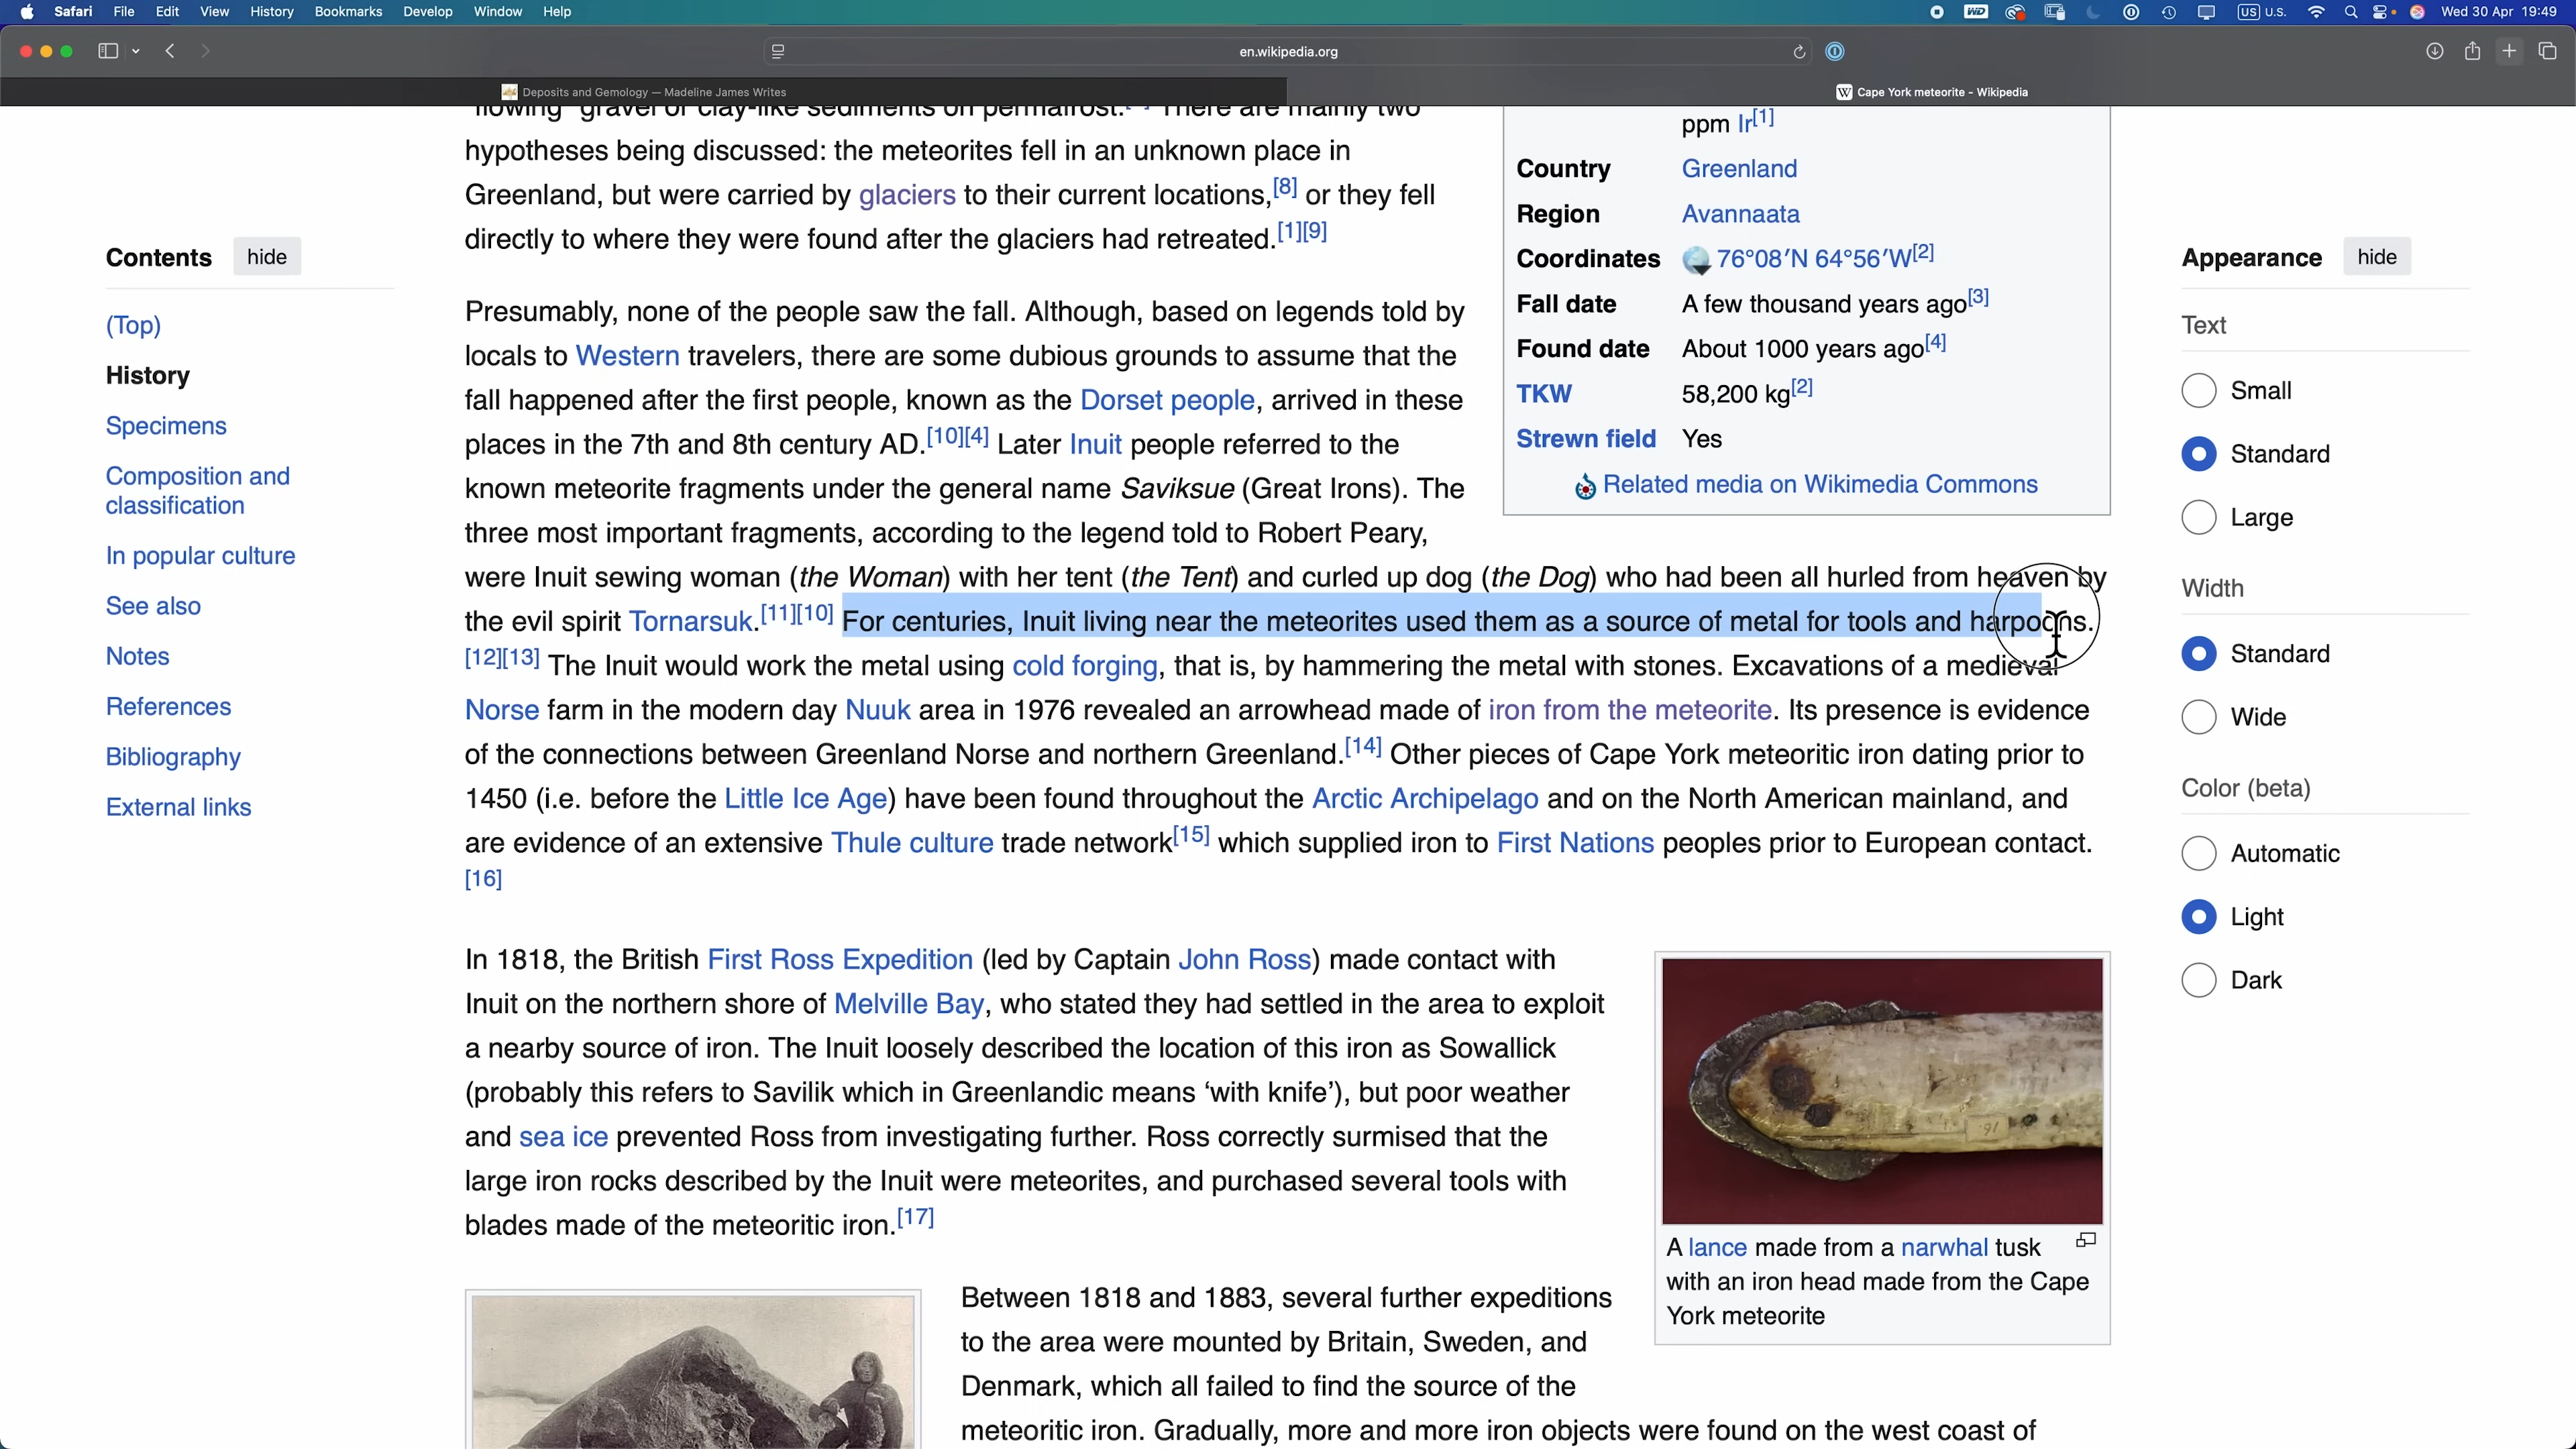 Safari File Edit View History Bookmarks Develop Window Help
WD US U.S. Wed 30 Apr 19:49
en.wikipedia.org
Deposits and Gemology — Madeline James Writes
Cape York meteorite - Wikipedia
Contents hide
(Top)
History
Specimens
Composition and
classification
In popular culture
See also
Notes
References
Bibliography
External links
"flowing" gravel or clay-like sediments on permafrost. There are mainly two
hypotheses being discussed: the meteorites fell in an unknown place in
Greenland, but were carried by glaciers to their current locations,[8] or they fell
directly to where they were found after the glaciers had retreated.[1][9]
Presumably, none of the people saw the fall. Although, based on legends told by
locals to Western travelers, there are some dubious grounds to assume that the
fall happened after the first people, known as the Dorset people, arrived in these
places in the 7th and 8th century AD.[10][4] Later Inuit people referred to the
known meteorite fragments under the general name Saviksue (Great Irons). The
three most important fragments, according to the legend told to Robert Peary,
were Inuit sewing woman (the Woman) with her tent (the Tent) and curled up dog (the Dog) who had been all hurled from heaven by
the evil spirit Tornarsuk.[11][10] For centuries, Inuit living near the meteorites used them as a source of metal for tools and harpoons.
[12][13] The Inuit would work the metal using cold forging, that is, by hammering the metal with stones. Excavations of a medieval
Norse farm in the modern day Nuuk area in 1976 revealed an arrowhead made of iron from the meteorite. Its presence is evidence
of the connections between Greenland Norse and northern Greenland.[14] Other pieces of Cape York meteoritic iron dating prior to
1450 (i.e. before the Little Ice Age) have been found throughout the Arctic Archipelago and on the North American mainland, and
are evidence of an extensive Thule culture trade network[15] which supplied iron to First Nations peoples prior to European contact.
[16]
In 1818, the British First Ross Expedition (led by Captain John Ross) made contact with
Inuit on the northern shore of Melville Bay, who stated they had settled in the area to exploit
a nearby source of iron. The Inuit loosely described the location of this iron as Sowallick
(probably this refers to Savilik which in Greenlandic means ‘with knife’), but poor weather
and sea ice prevented Ross from investigating further. Ross correctly surmised that the
large iron rocks described by the Inuit were meteorites, and purchased several tools with
blades made of the meteoritic iron.[17]
Between 1818 and 1883, several further expeditions
to the area were mounted by Britain, Sweden, and
Denmark, which all failed to find the source of the
meteoritic iron. Gradually, more and more iron objects were found on the west coast of
ppm Ir[1]
Country Greenland
Region Avannaata
Coordinates 76°08′N 64°56′W[2]
Fall date A few thousand years ago[3]
Found date About 1000 years ago[4]
TKW 58,200 kg[2]
Strewn field Yes
Related media on Wikimedia Commons
A lance made from a narwhal tusk
with an iron head made from the Cape
York meteorite
Appearance hide
Text
Small
Standard
Large
Width
Standard
Wide
Color (beta)
Automatic
Light
Dark